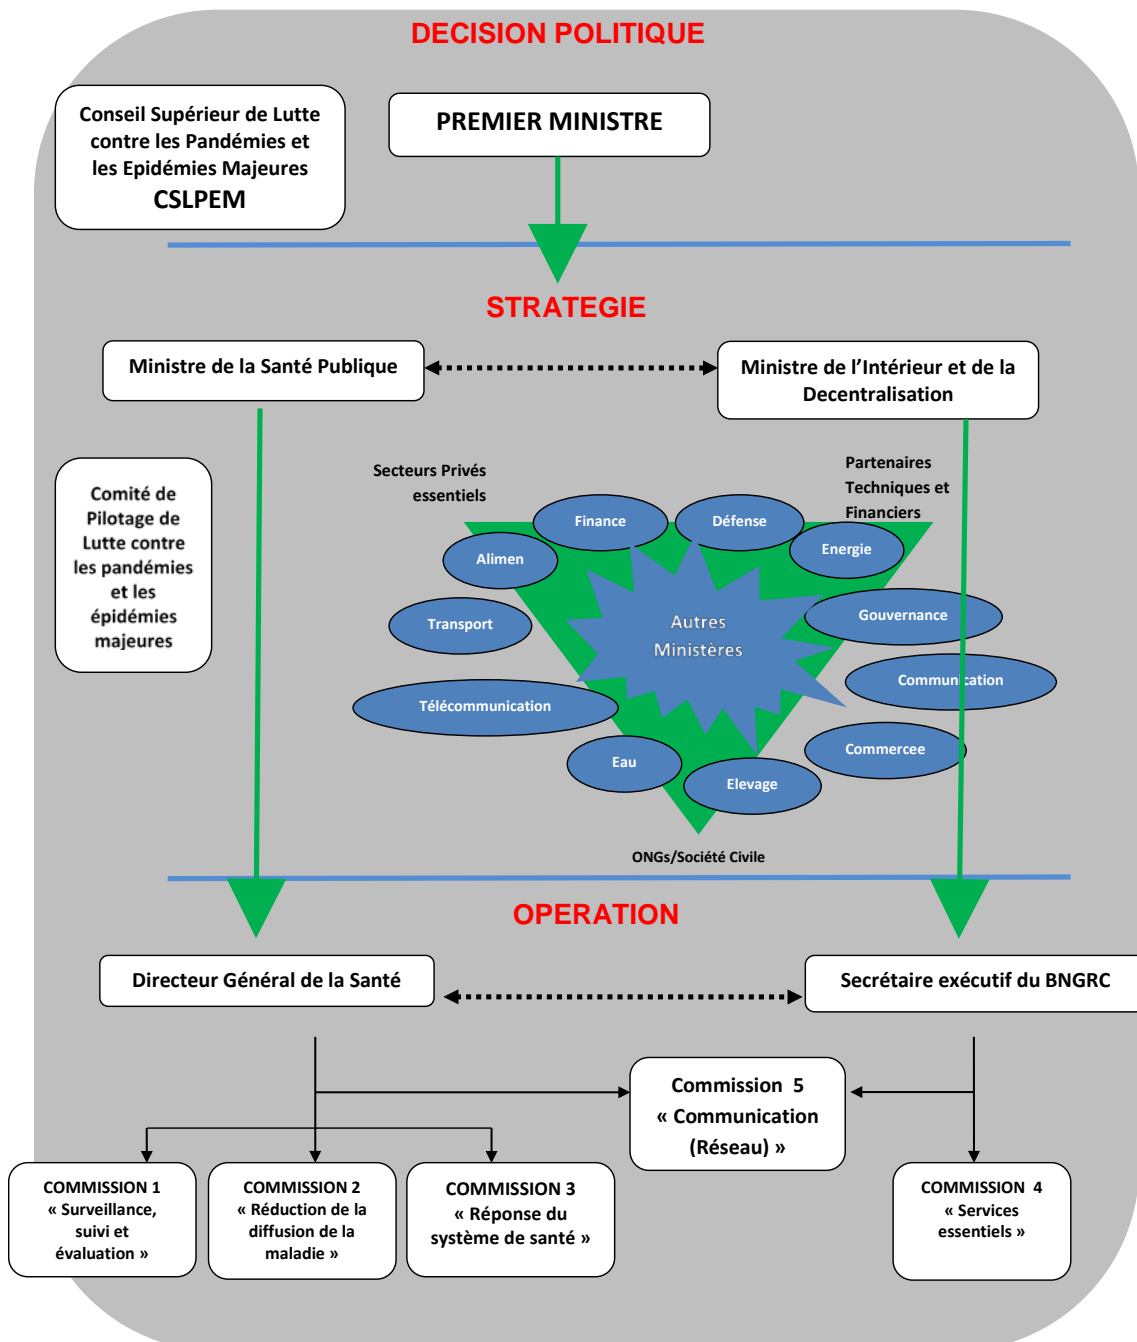 DECISION POLITIQUE
Conseil Supérieur de Lutte
contre les Pandémies et
les Epidémies Majeures
CSLPEM
PREMIER MINISTRE
STRATEGIE
Ministre de la Santé Publique
Ministre de l’Intérieur et de la
Decentralisation
Comité de
Pilotage de
Lutte contre
les pandémies
et les
épidémies
majeures
Secteurs Privés
essentiels
Partenaires
Techniques et
Financiers
Finance
Défense
Alimen
Energie
Transport
Autres
Ministères
Gouvernance
Télécommunication
Communication
Eau
Elevage
Commercee
ONGs/Société Civile
OPERATION
Directeur Général de la Santé
Secrétaire exécutif du BNGRC
Commission 5
« Communication
(Réseau) »
COMMISSION 1
« Surveillance,
suivi et
évaluation »
COMMISSION 2
« Réduction de la
diffusion de la
maladie »
COMMISSION 3
« Réponse du
système de santé »
COMMISSION 4
« Services
essentiels »